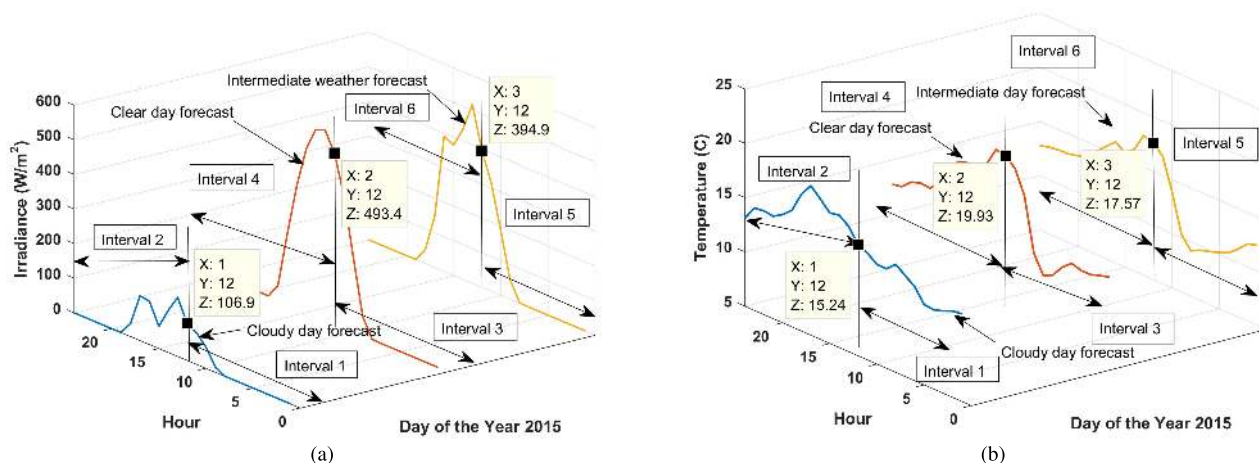 Intermediate weather forecast
Clear day forecast
Interval 6
X: 3
Y: 12
Z: 394.9
600
500
400
300
200
100
0
Irradiance (W/m²)
Interval 4
X: 2
Y: 12
Z: 493.4
Interval 5
Interval 2
X: 1
Y: 12
Z: 106.9
Cloudy day forecast
Interval 3
Interval 1
20
15
10
5
0
Hour
Day of the Year 2015
(a)
Interval 6
25
20
15
10
5
Temperature (C)
Interval 4
Intermediate day forecast
Clear day forecast
Interval 5
Interval 2
X: 2
Y: 12
Z: 19.93
X: 3
Y: 12
Z: 17.57
X: 1
Y: 12
Z: 15.24
Interval 3
Cloudy day forecast
Interval 1
20
15
10
5
0
Hour
Day of the Year 2015
(b)